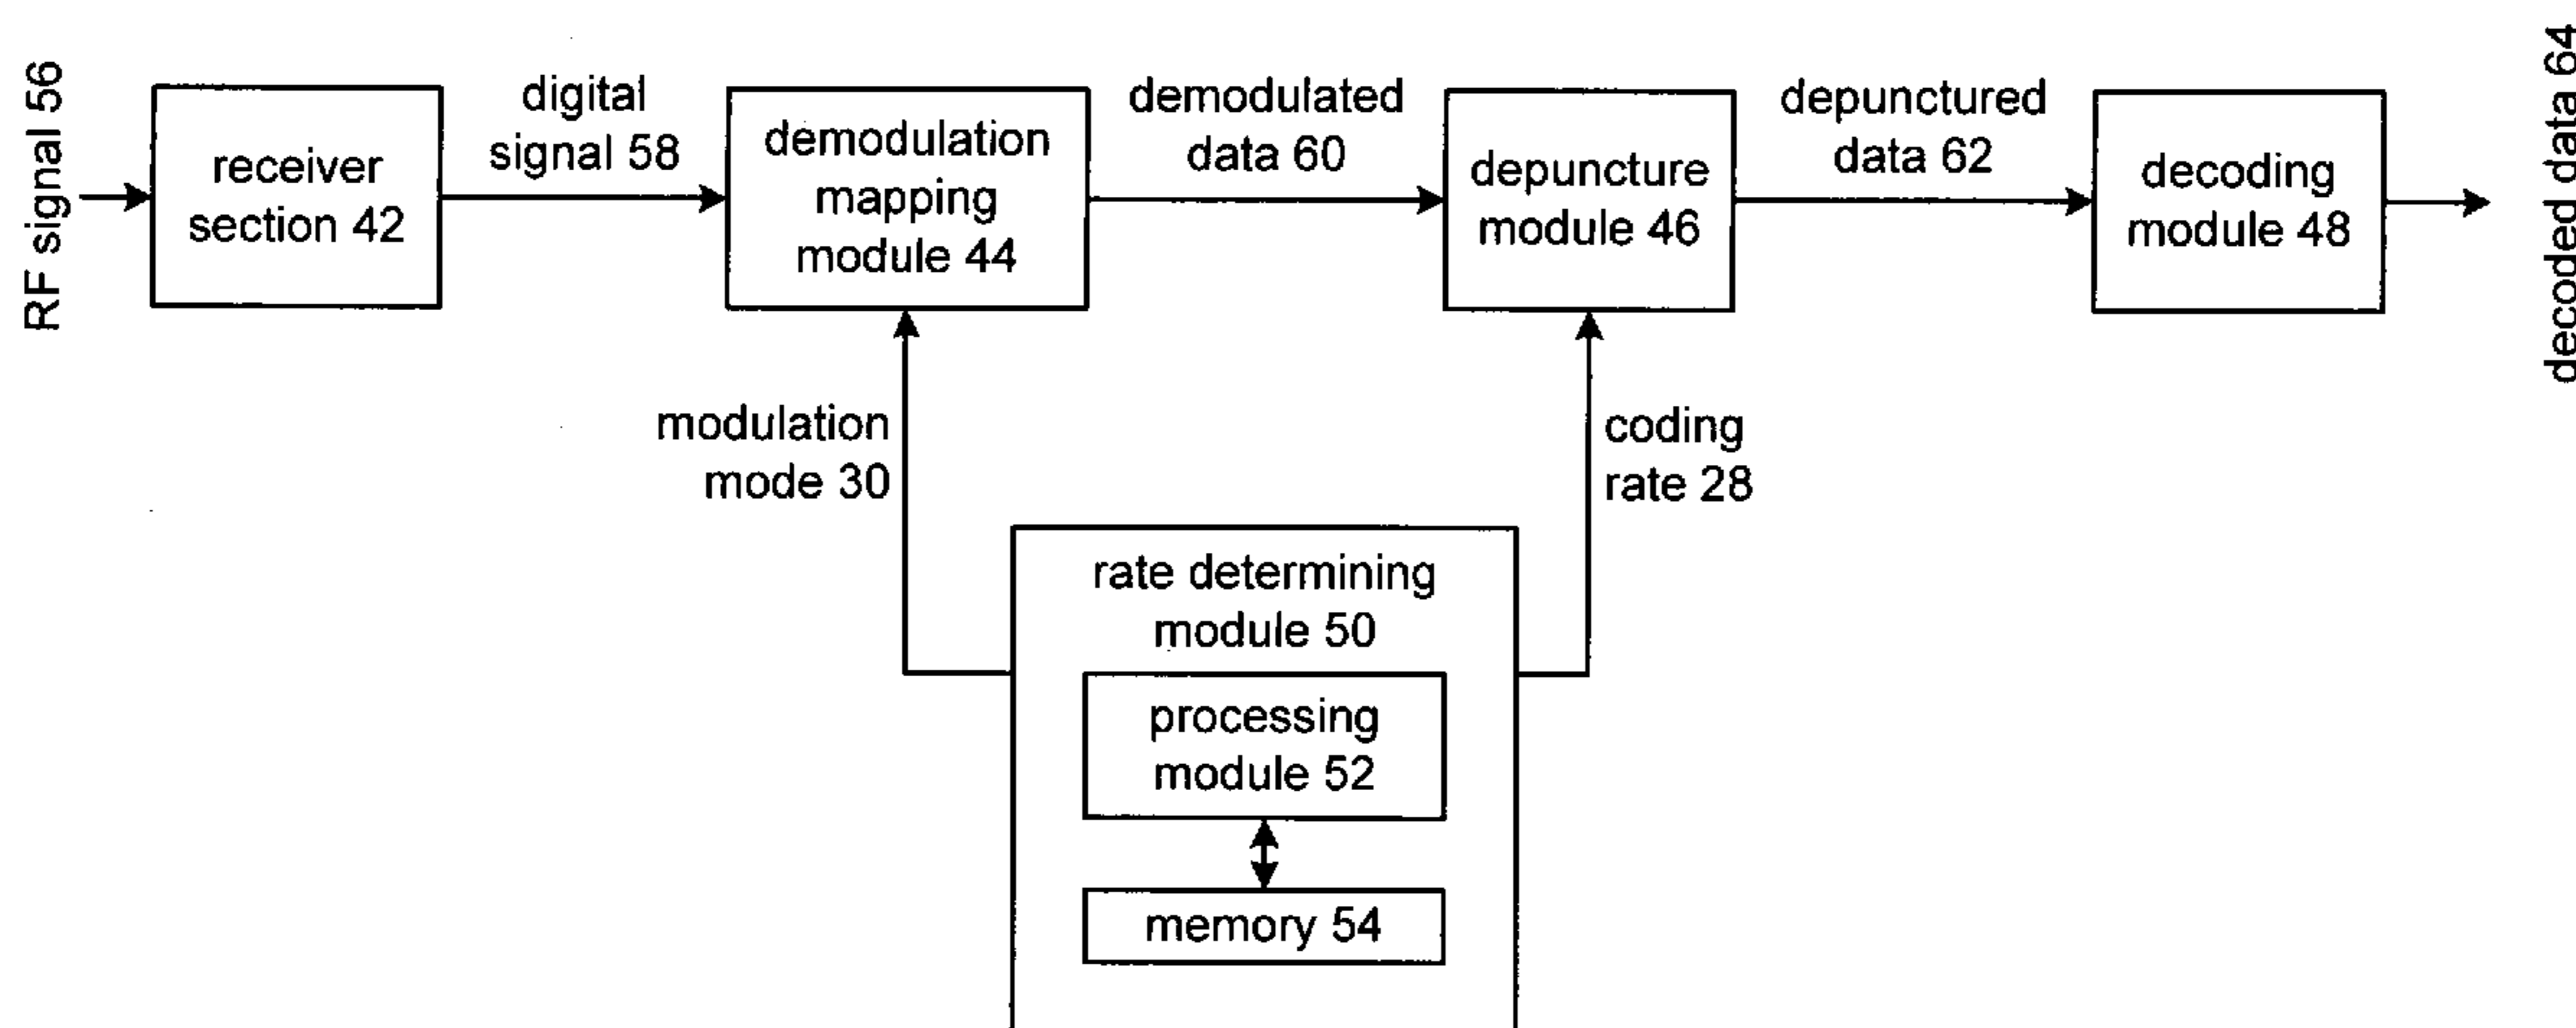 RF signal 56
receiver
section 42
digital
signal 58
demodulation
mapping
module 44
demodulated
data 60
depuncture
module 46
depunctured
data 62
decoding
module 48
decoded data 64
modulation
mode 30
coding
rate 28
rate determining
module 50
processing
module 52
memory 54